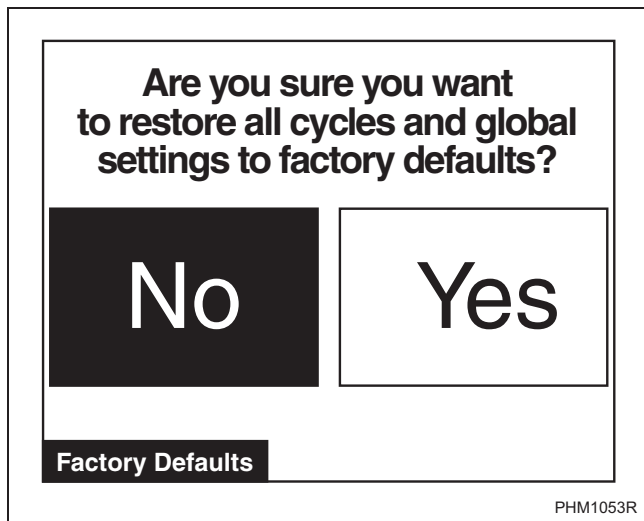 Are you sure you want
to restore all cycles and global
settings to factory defaults?
No Yes
Factory Defaults
PHM1053R